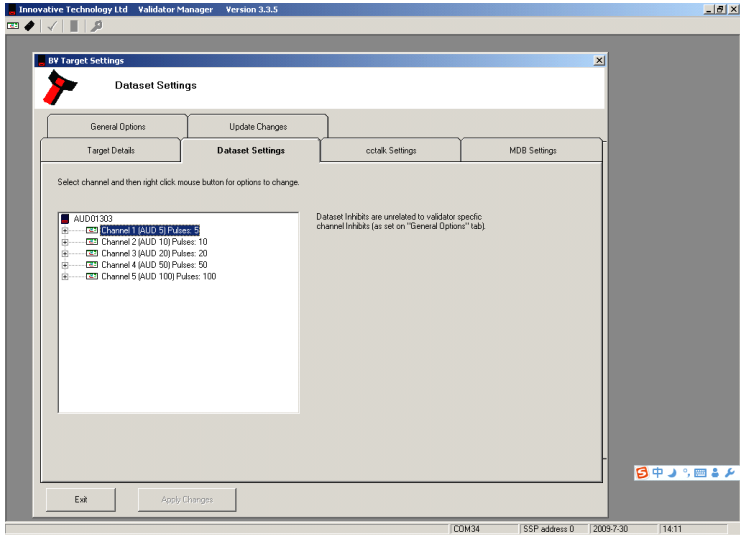 Innovative Technology Ltd Validator Manager Version 3.3.5
BV Target Settings
Dataset Settings
General Options
Update Changes
Target Details
Dataset Settings
cctalk Settings
MDB Settings
Select channel and then right click mouse button for options to change.
AUD01303
Channel 1 (AUD 5) Pulses: 5
Channel 2 (AUD 10) Pulses: 10
Channel 3 (AUD 20) Pulses: 20
Channel 4 (AUD 50) Pulses: 50
Channel 5 (AUD 100) Pulses: 100
Dataset Inhibits are unrelated to validator specfic
channel Inhibits (as set on "General Options" tab).
中
Exit
Apply Changes
COM34
SSP address 0
2009-7-30
14:11